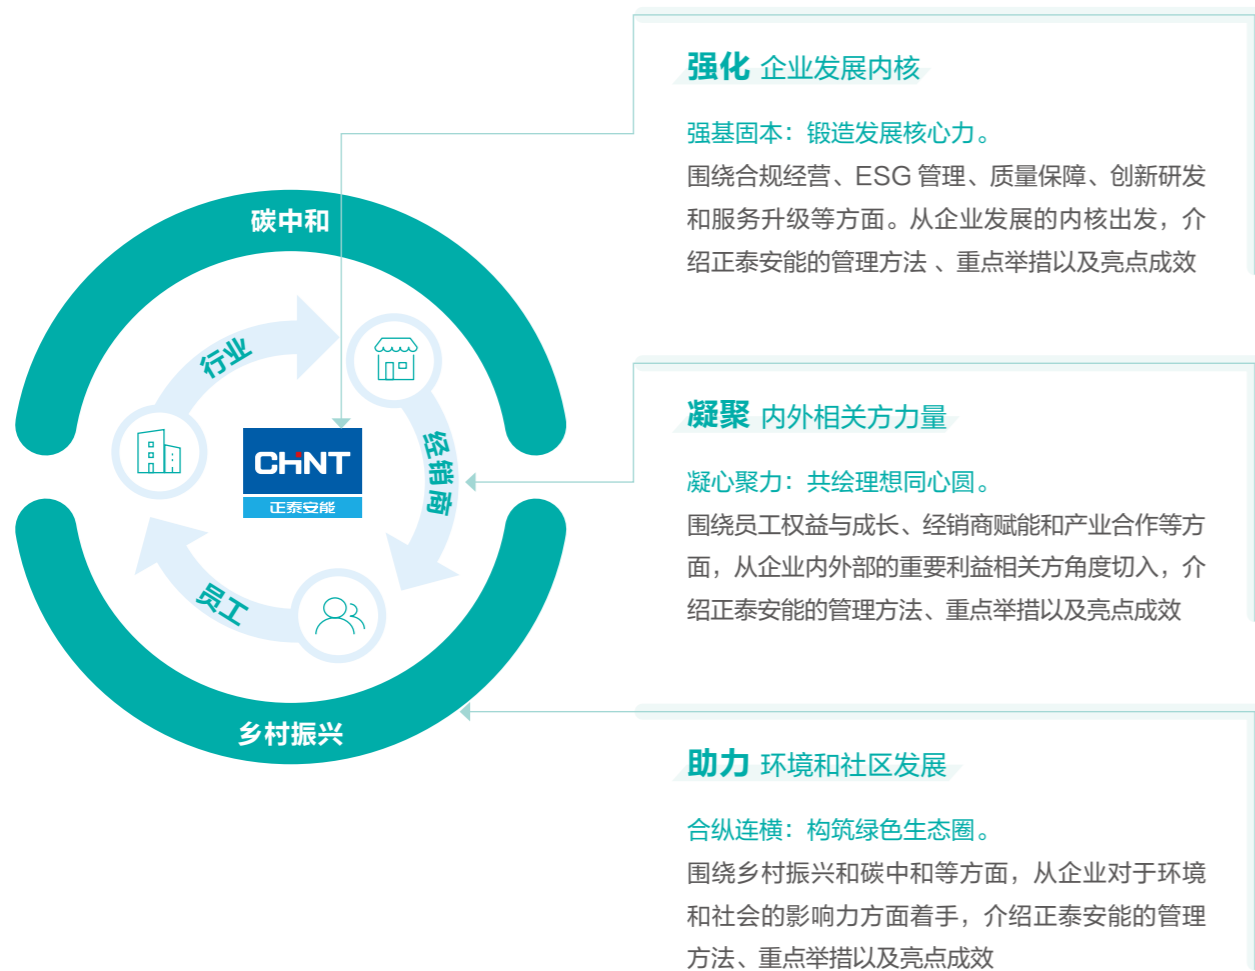 强化 企业发展内核
强基固本：锻造发展核心力。
围绕合规经营、ESG 管理、质量保障、创新研发
和服务升级等方面。从企业发展的内核出发，介
绍正泰安能的管理方法 、重点举措以及亮点成效
碳中和
行业
经销商
员工
CHNT
正泰安能
乡村振兴
凝聚 内外相关方力量
凝心聚力：共绘理想同心圆。
围绕员工权益与成长、经销商赋能和产业合作等方
面，从企业内外部的重要利益相关方角度切入，介
绍正泰安能的管理方法、重点举措以及亮点成效
助力 环境和社区发展
合纵连横：构筑绿色生态圈。
围绕乡村振兴和碳中和等方面，从企业对于环境
和社会的影响力方面着手，介绍正泰安能的管理
方法、重点举措以及亮点成效